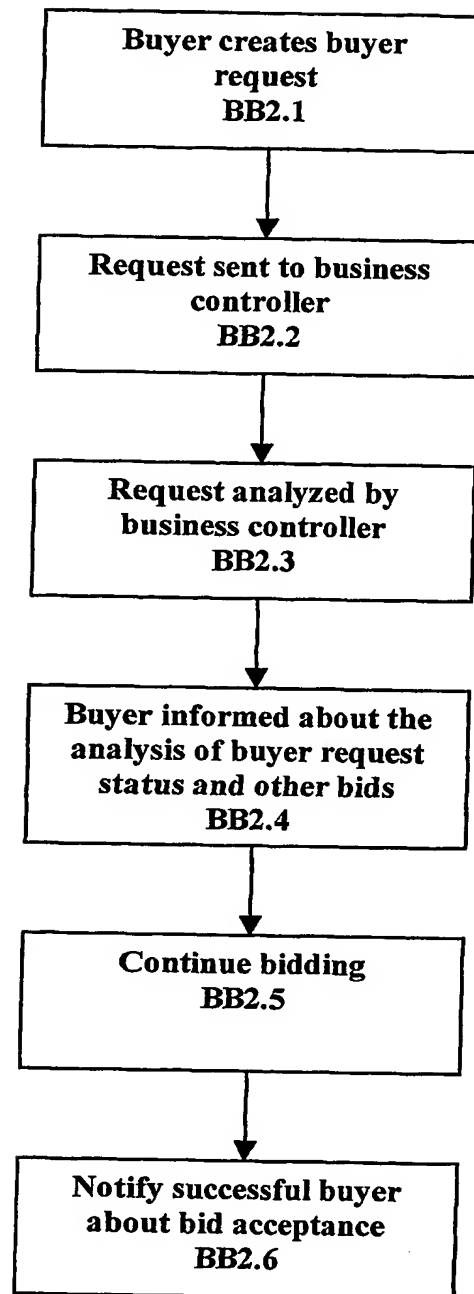 Buyer creates buyer
request
BB2.1
Request sent to business
controller
BB2.2
Request analyzed by
business controller
BB2.3
Buyer informed about the
analysis of buyer request
status and other bids
BB2.4
Continue bidding
BB2.5
Notify successful buyer
about bid acceptance
BB2.6